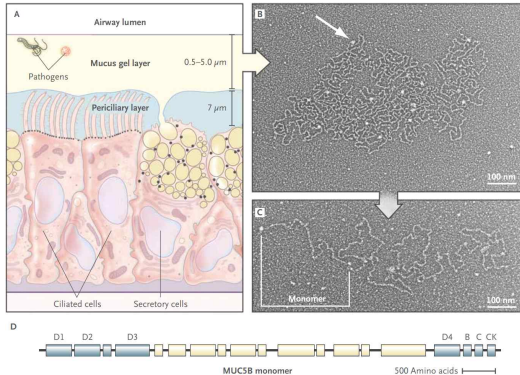 A
Airway lumen
Mucus gel layer
0.5–5.0 μm
Pathogens
Periciliary layer
7 μm
Ciliated cells
Secretory cells
B
100 nm
C
Monomer
100 nm
D
D1 D2 D3 D4 B C CK
MUC5B monomer
500 Amino acids